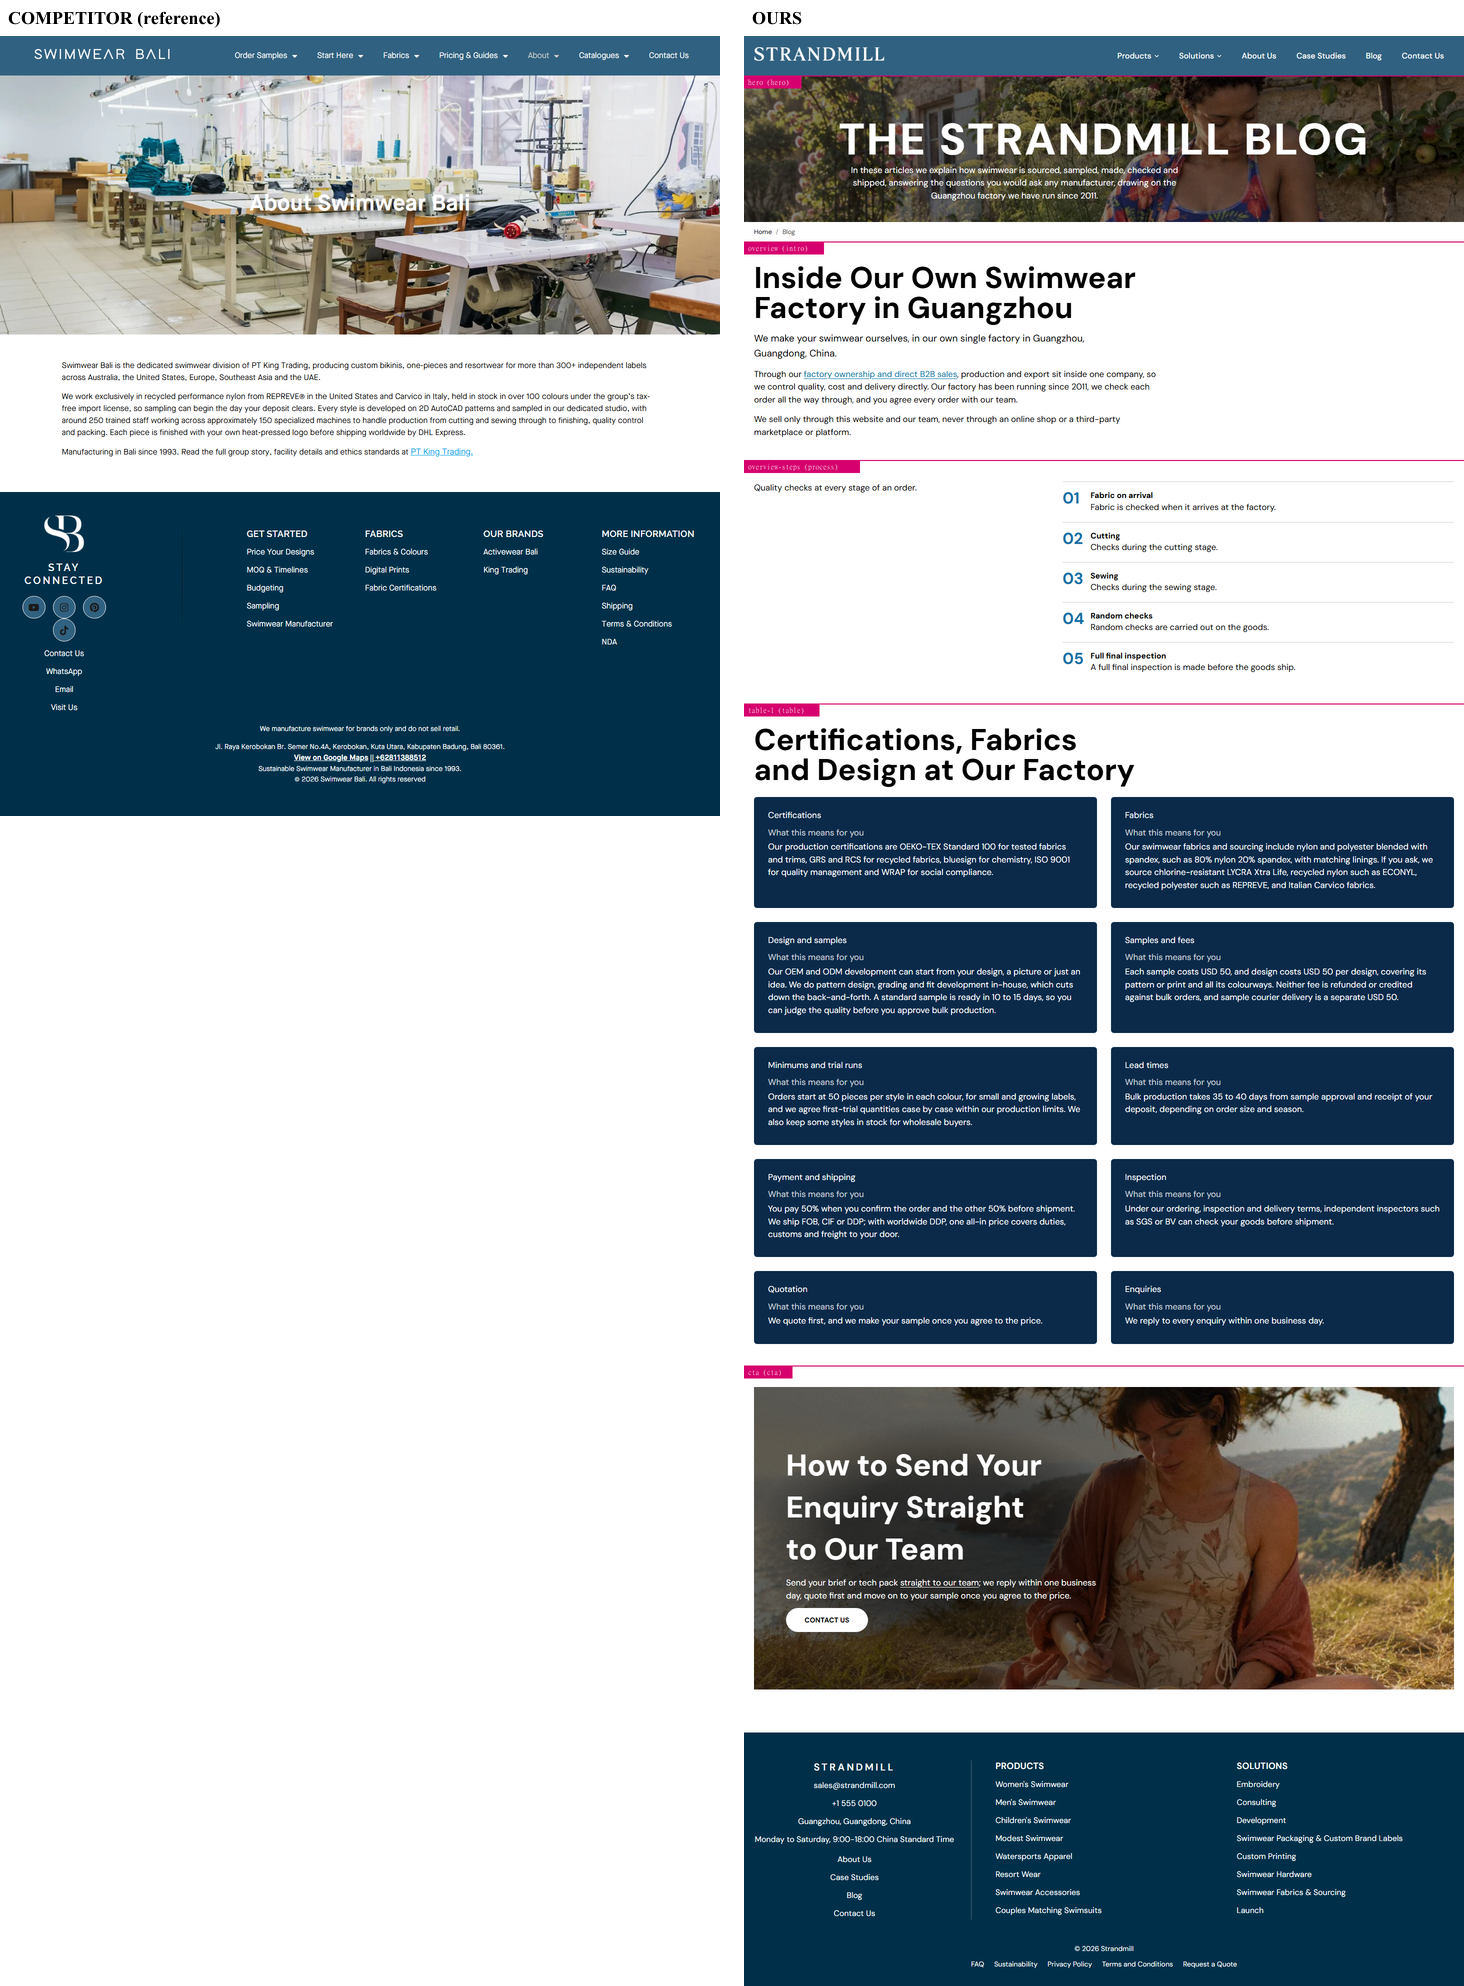 COMPETITOR (reference)
SWIMWEAR BALI
Order Samples
Start Here
Fabrics
Pricing & Guides
About
Catalogues
Contact Us
About Swimwear Bali
Swimwear Bali is the dedicated swimwear division of PT King Trading, producing custom bikinis, one-pieces and resortwear for more than 300+ independent labels
across Australia, the United States, Europe, Southeast Asia and the UAE.
We work exclusively in recycled performance nylon from REPREVE® in the United States and Carvico in Italy, held in stock in over 100 colours under the group's tax-
free import license, so sampling can begin the day your deposit clears. Every style is developed on 2D AutoCAD patterns and sampled in our dedicated studio, with
around 250 trained staff working across approximately 150 specialized machines to handle production from cutting and sewing through to finishing, quality control
and packing. Each piece is finished with your own heat-pressed logo before shipping worldwide by DHL Express.
Manufacturing in Bali since 1993. Read the full group story, facility details and ethics standards at PT King Trading.
STAY
CONNECTED
Contact Us
WhatsApp
Email
Visit Us
GET STARTED
Price Your Designs
MOQ & Timelines
Budgeting
Sampling
Swimwear Manufacturer
FABRICS
Fabrics & Colours
Digital Prints
Fabric Certifications
OUR BRANDS
Activewear Bali
King Trading
MORE INFORMATION
Size Guide
Sustainability
FAQ
Shipping
Terms & Conditions
NDA
We manufacture swimwear for brands only and do not sell retail.
Jl. Raya Kerobokan Br. Semer No.4A, Kerobokan, Kuta Utara, Kabupaten Badung, Bali 80361.
View on Google Maps || +62811388512
Sustainable Swimwear Manufacturer in Bali Indonesia since 1993.
© 2026 Swimwear Bali. All rights reserved
OURS
STRANDMILL
Products
Solutions
About Us
Case Studies
Blog
Contact Us
hero (hero)
THE STRANDMILL BLOG
In these articles we explain how swimwear is sourced, sampled, made, checked and
shipped, answering the questions you would ask any manufacturer, drawing on the
Guangzhou factory we have run since 2011.
Home / Blog
overview (intro)
Inside Our Own Swimwear
Factory in Guangzhou
We make your swimwear ourselves, in our own single factory in Guangzhou,
Guangdong, China.
Through our factory ownership and direct B2B sales, production and export sit inside one company, so
we control quality, cost and delivery directly. Our factory has been running since 2011, we check each
order all the way through, and you agree every order with our team.
We sell only through this website and our team, never through an online shop or a third-party
marketplace or platform.
overview-steps (process)
Quality checks at every stage of an order.
01
Fabric on arrival
Fabric is checked when it arrives at the factory.
02
Cutting
Checks during the cutting stage.
03
Sewing
Checks during the sewing stage.
04
Random checks
Random checks are carried out on the goods.
05
Full final inspection
A full final inspection is made before the goods ship.
table-1 (table)
Certifications, Fabrics
and Design at Our Factory
Certifications
What this means for you
Our production certifications are OEKO-TEX Standard 100 for tested fabrics
and trims, GRS and RCS for recycled fabrics, bluesign for chemistry, ISO 9001
for quality management and WRAP for social compliance.
Fabrics
What this means for you
Our swimwear fabrics and sourcing include nylon and polyester blended with
spandex, such as 80% nylon 20% spandex, with matching linings. If you ask, we
source chlorine-resistant LYCRA Xtra Life, recycled nylon such as ECONYL,
recycled polyester such as REPREVE, and Italian Carvico fabrics.
Design and samples
What this means for you
Our OEM and ODM development can start from your design, a picture or just an
idea. We do pattern design, grading and fit development in-house, which cuts
down the back-and-forth. A standard sample is ready in 10 to 15 days, so you
can judge the quality before you approve bulk production.
Samples and fees
What this means for you
Each sample costs USD 50, and design costs USD 50 per design, covering its
pattern or print and all its colourways. Neither fee is refunded or credited
against bulk orders, and sample courier delivery is a separate USD 50.
Minimums and trial runs
What this means for you
Orders start at 50 pieces per style in each colour, for small and growing labels,
and we agree first-trial quantities case by case within our production limits. We
also keep some styles in stock for wholesale buyers.
Lead times
What this means for you
Bulk production takes 35 to 40 days from sample approval and receipt of your
deposit, depending on order size and season.
Payment and shipping
What this means for you
You pay 50% when you confirm the order and the other 50% before shipment.
We ship FOB, CIF or DDP; with worldwide DDP, one all-in price covers duties,
customs and freight to your door.
Inspection
What this means for you
Under our ordering, inspection and delivery terms, independent inspectors such
as SGS or BV can check your goods before shipment.
Quotation
What this means for you
We quote first, and we make your sample once you agree to the price.
Enquiries
What this means for you
We reply to every enquiry within one business day.
cta (cta)
How to Send Your
Enquiry Straight
to Our Team
Send your brief or tech pack straight to our team; we reply within one business
day, quote first and move on to your sample once you agree to the price.
CONTACT US
STRANDMILL
sales@strandmill.com
+1 555 0100
Guangzhou, Guangdong, China
Monday to Saturday, 9:00-18:00 China Standard Time
About Us
Case Studies
Blog
Contact Us
PRODUCTS
Women's Swimwear
Men's Swimwear
Children's Swimwear
Modest Swimwear
Watersports Apparel
Resort Wear
Swimwear Accessories
Couples Matching Swimsuits
SOLUTIONS
Embroidery
Consulting
Development
Swimwear Packaging & Custom Brand Labels
Custom Printing
Swimwear Hardware
Swimwear Fabrics & Sourcing
Launch
© 2026 Strandmill
FAQ
Sustainability
Privacy Policy
Terms and Conditions
Request a Quote